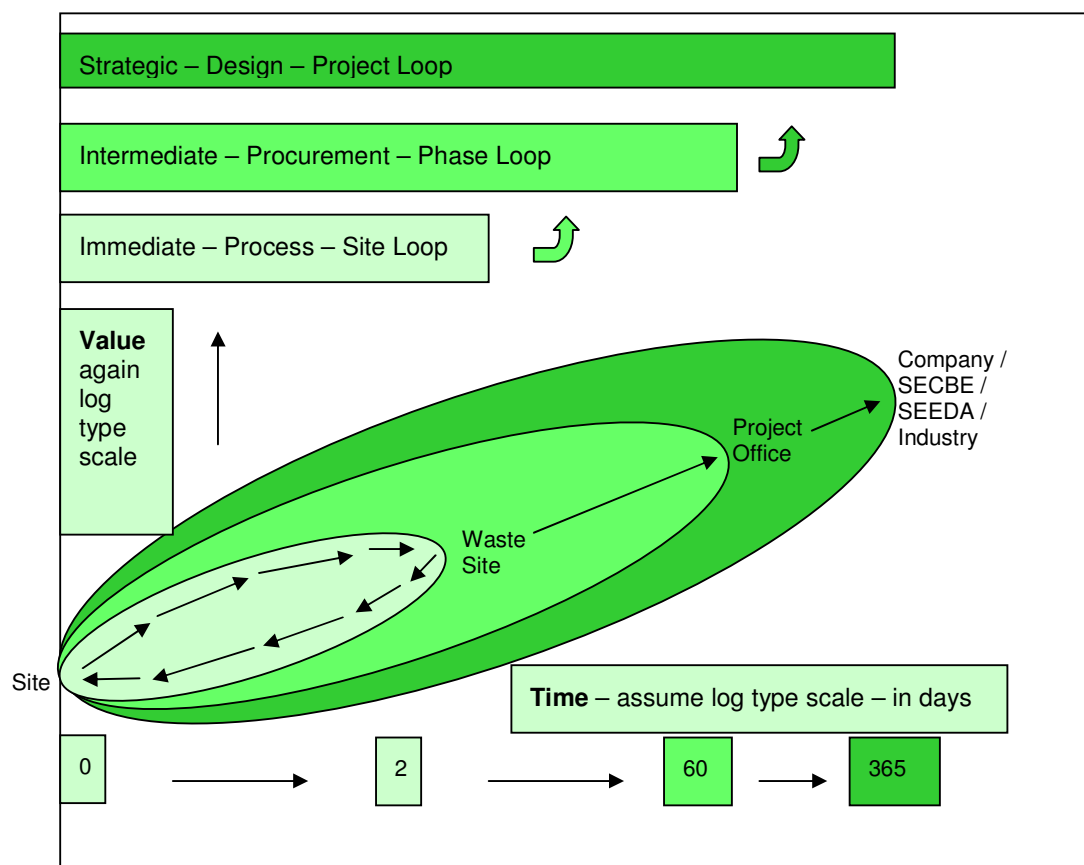 Strategic – Design – Project Loop
Intermediate – Procurement – Phase Loop
Immediate – Process – Site Loop
Value
again
log
type
scale
Company /
SECBE /
SEEDA /
Industry
Project
Office
Waste
Site
Site
Time – assume log type scale – in days
0
2
60
365